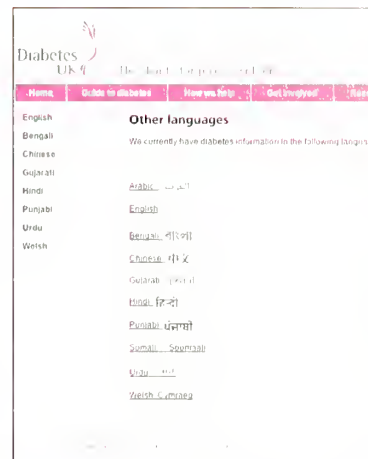 Diabetes
UK
Home Guide to diabetes How we help Get involved
English
Bengali
Chinese
Gujarati
Hindi
Punjabi
Urdu
Welsh
Other languages
We currently have diabetes information in the following
Arabic
English
Bengali
Chinese
Gujarati
Hindi हिन्दी
Punjabi ਪੰਜਾਬੀ
Somali Soomaali
Urdu
Welsh Cymraeg